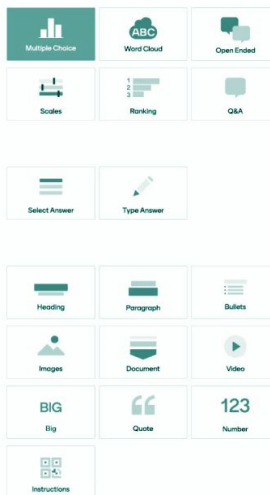 Multiple Choice
ABC
Word Cloud
Open Ended
Scales
1
2
3
Ranking
Q&A
Select Answer
Type Answer
Heading
Paragraph
Bullets
Images
Document
Video
BIG
Big
Quote
123
Number
Instructions